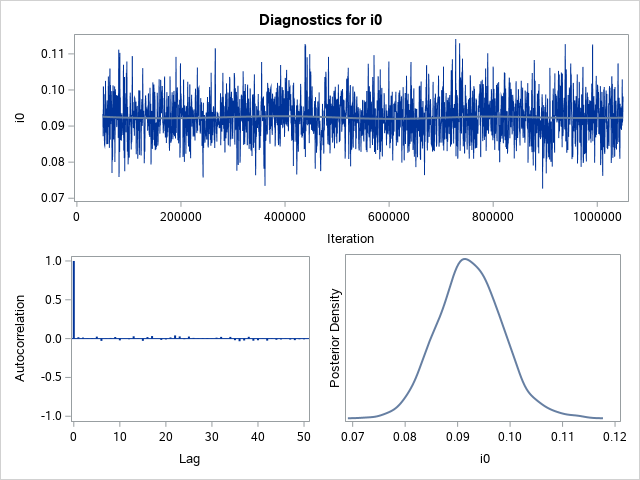 Diagnostics for i0
i0
0.11
0.10
0.09
0.08
0.07
0 200000 400000 600000 800000 1000000
Iteration
Autocorrelation
1.0
0.5
0.0
-0.5
-1.0
0 10 20 30 40 50
Lag
Posterior Density
0.07 0.08 0.09 0.10 0.11 0.12
i0